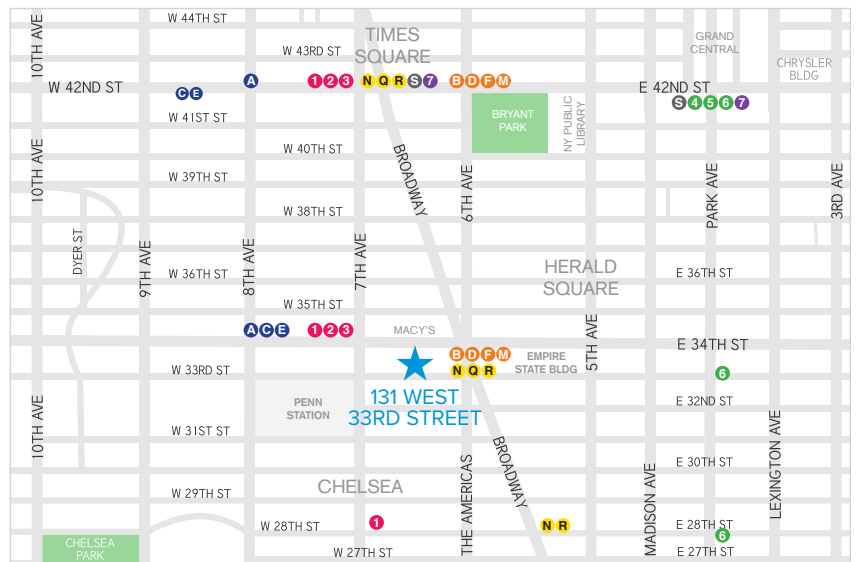 W 44TH ST
10TH AVE
TIMES
SQUARE
W 43RD ST
GRAND
CENTRAL
CHRYSLER
BLDG
W 42ND ST
A
1 2 3
N Q R S 7
B D F M
E 42ND ST
C E
S 4 5 6 7
W 41ST ST
BRYANT
PARK
NY PUBLIC
LIBRARY
W 40TH ST
10TH AVE
BROADWAY
6TH AVE
PARK AVE
3RD AVE
W 39TH ST
W 38TH ST
DYER ST
9TH AVE
8TH AVE
7TH AVE
W 36TH ST
HERALD
SQUARE
E 36TH ST
W 35TH ST
A C E
1 2 3
MACY'S
5TH AVE
E 34TH ST
B D F M
N Q R
EMPIRE
STATE BLDG
W 33RD ST
6
131 WEST
33RD STREET
PENN
STATION
E 32ND ST
10TH AVE
W 31ST ST
BROADWAY
THE AMERICAS
MADISON AVE
LEXINGTON AVE
E 30TH ST
CHELSEA
W 29TH ST
W 28TH ST
1
N R
E 28TH ST
6
CHELSEA
PARK
W 27TH ST
E 27TH ST